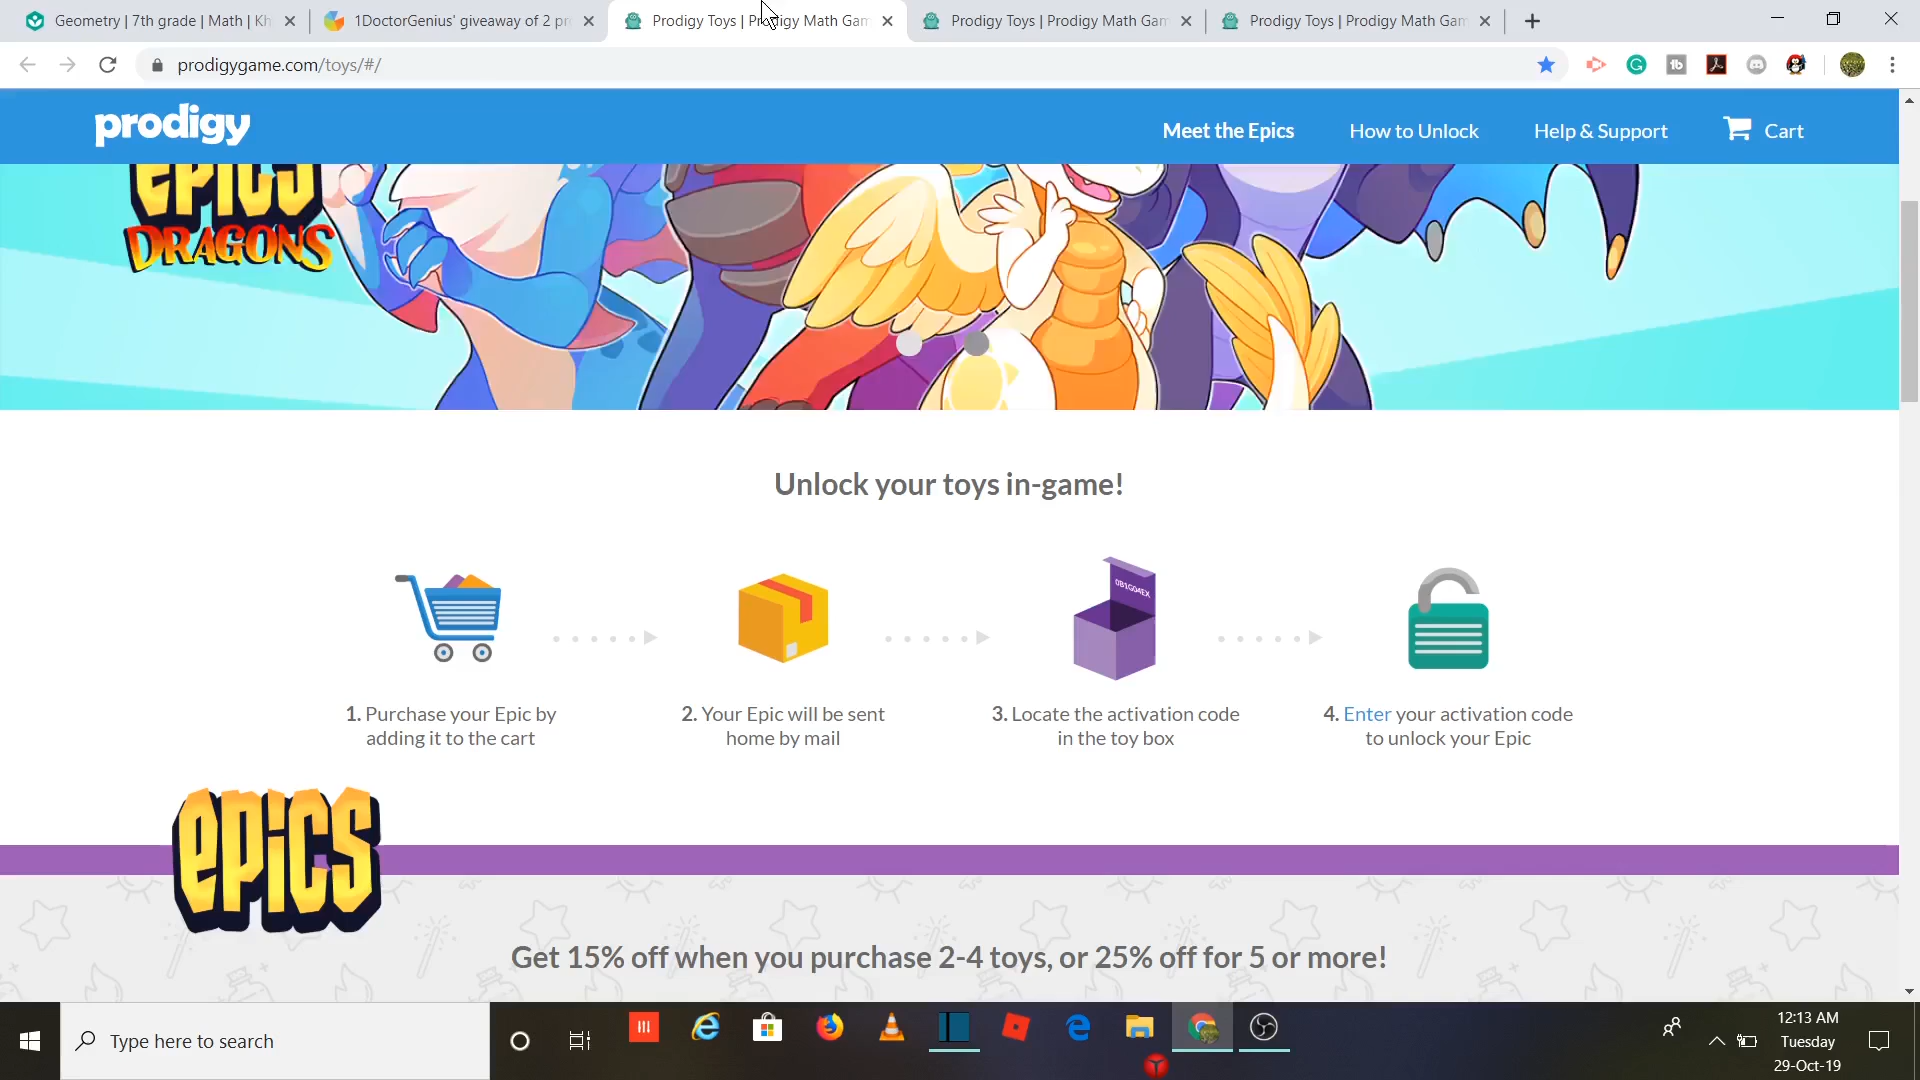 Geometry | 7th grade | Math | Kh
1DoctorGenius' giveaway of 2 pr
Prodigy Toys | Prodigy Math Gam
Prodigy Toys | Prodigy Math Gam
Prodigy Toys | Prodigy Math Gam
prodigygame.com/toys/#/
prodigy
Meet the Epics
How to Unlock
Help & Support
Cart
EPICS
DRAGONS
Unlock your toys in-game!
0B1G04EX
1. Purchase your Epic by
adding it to the cart
2. Your Epic will be sent
home by mail
3. Locate the activation code
in the toy box
4. Enter your activation code
to unlock your Epic
epics
Get 15% off when you purchase 2-4 toys, or 25% off for 5 or more!
Type here to search
12:13 AM
Tuesday
29-Oct-19